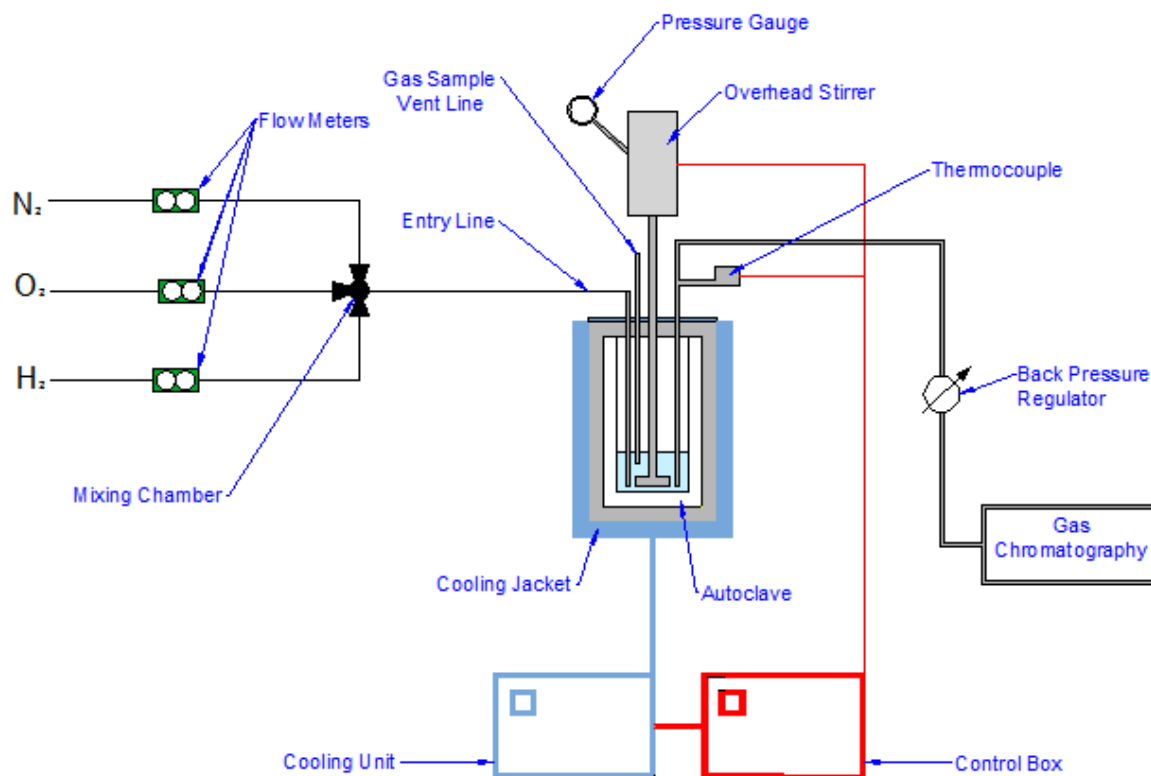 Pressure Gauge
Gas Sample
Vent Line
Overhead Stirrer
Flow Meters
Thermocouple
N₂
Entry Line
O₂
H₂
Back Pressure
Regulator
Mixing Chamber
Gas
Chromatography
Cooling Jacket
Autoclave
Cooling Unit
Control Box